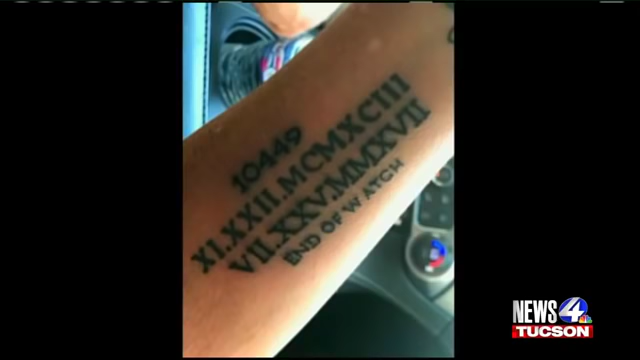 10449
XI.XXII.MCMXCIII
VII.XXV.MMXVII
END OF WATCH
NEWS 4
TUCSON